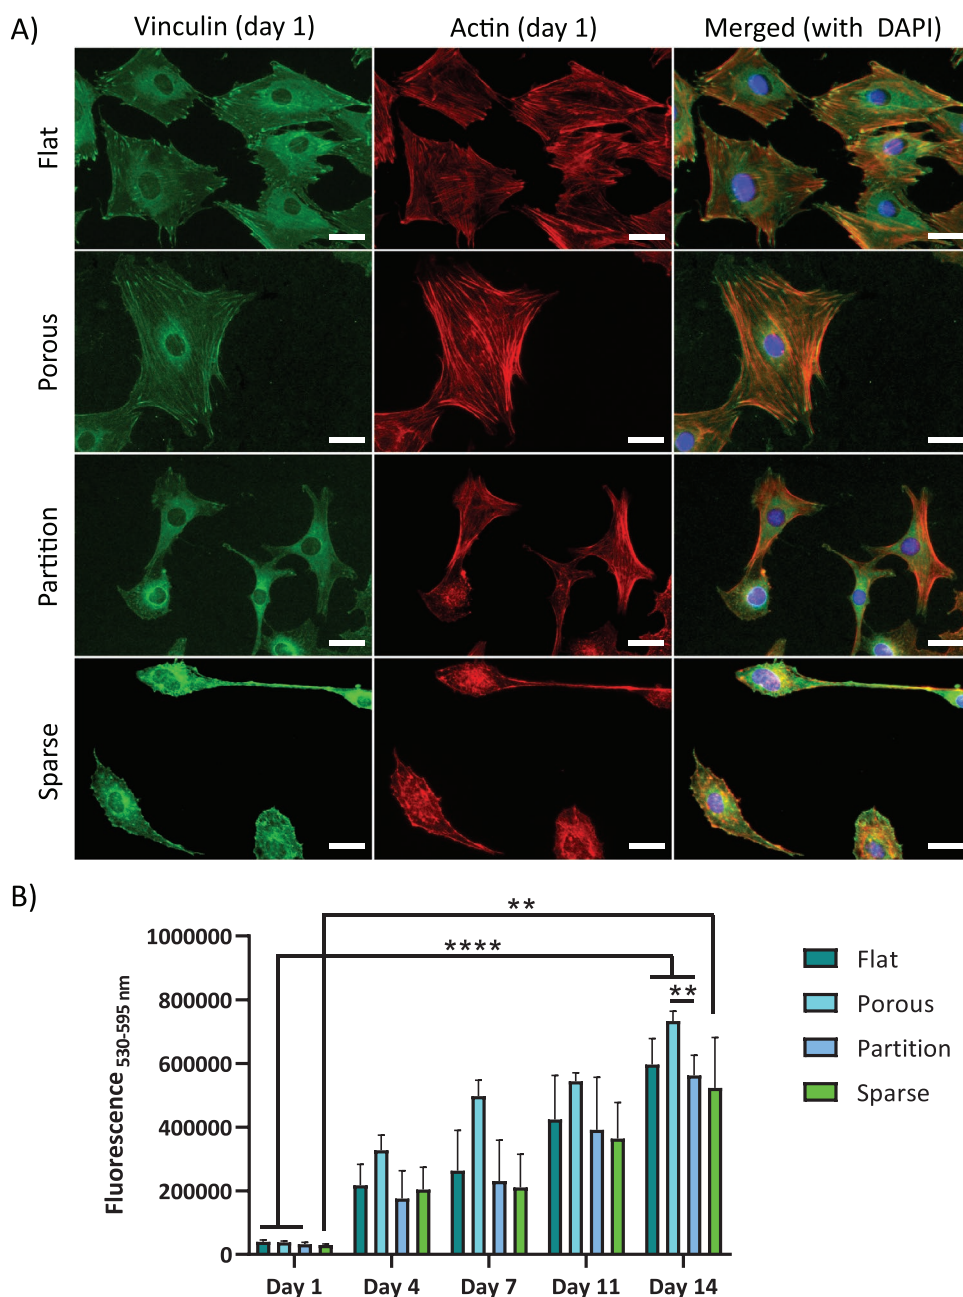 A)
Vinculin (day 1) Actin (day 1) Merged (with DAPI)
Flat
Porous
Partition
Sparse
B)
**
****
**
Fluorescence 530-595 nm
1000000
800000
600000
400000
200000
0
Day 1 Day 4 Day 7 Day 11 Day 14
Flat
Porous
Partition
Sparse